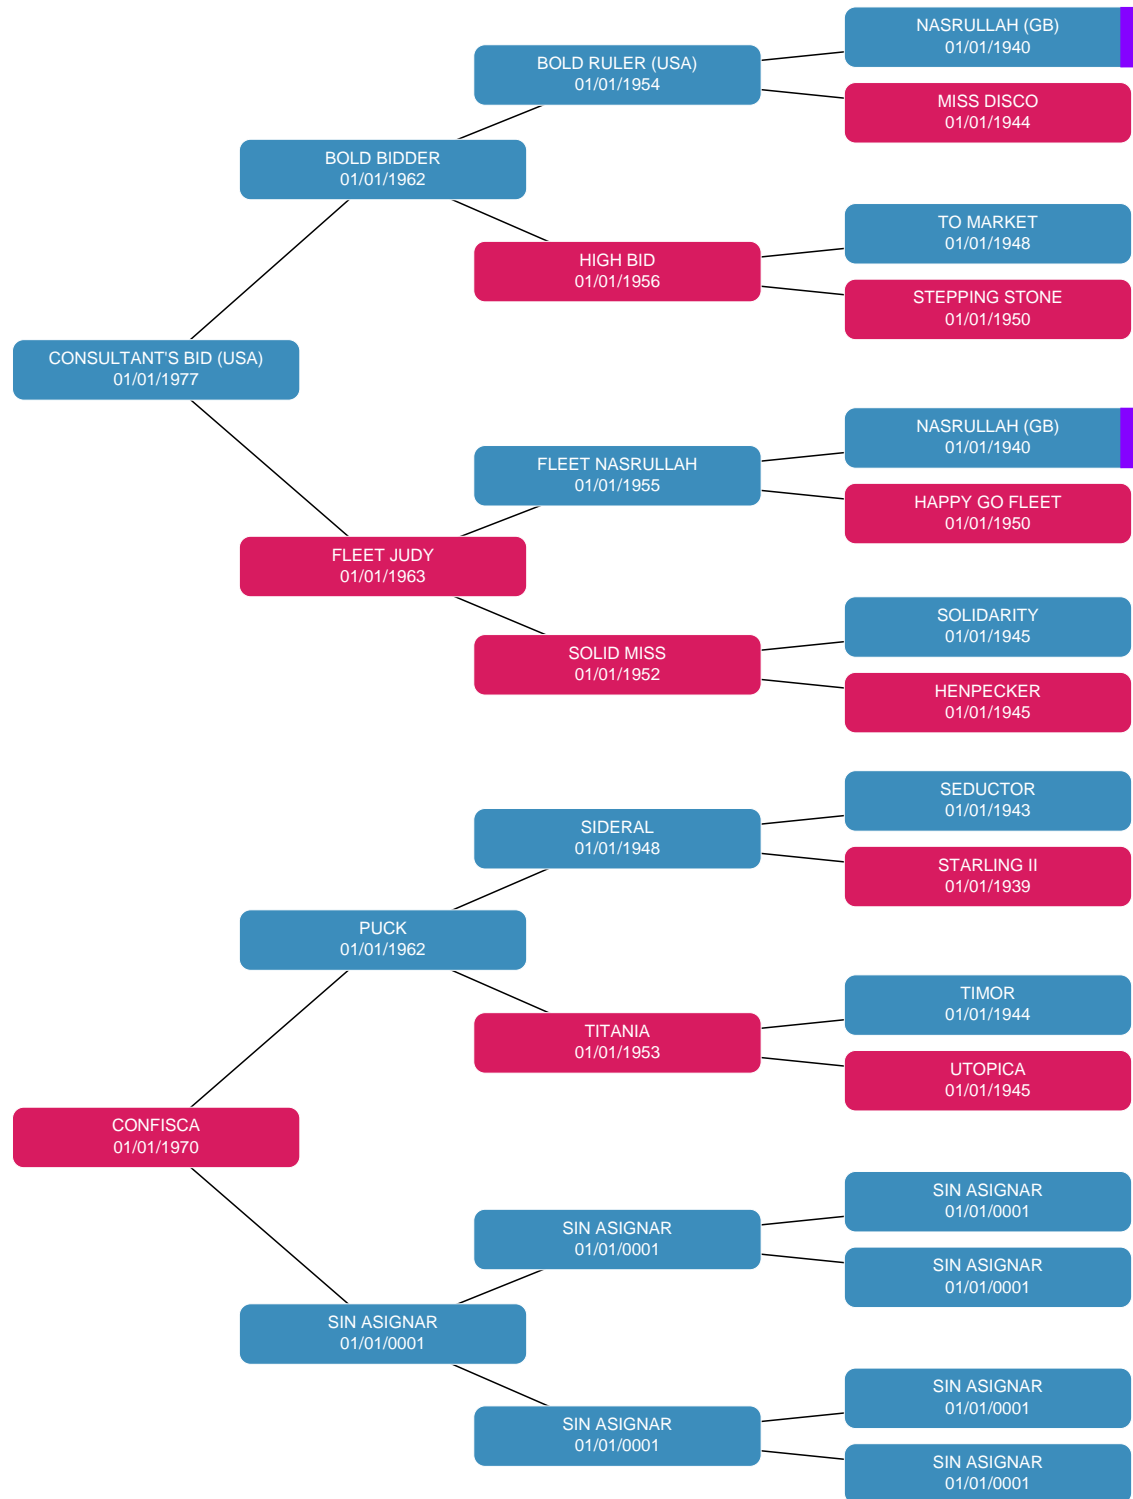 NASRULLAH (GB)
01/01/1940
BOLD RULER (USA)
01/01/1954
MISS DISCO
01/01/1944
BOLD BIDDER
01/01/1962
TO MARKET
01/01/1948
HIGH BID
01/01/1956
STEPPING STONE
01/01/1950
CONSULTANT'S BID (USA)
01/01/1977
NASRULLAH (GB)
01/01/1940
FLEET NASRULLAH
01/01/1955
HAPPY GO FLEET
01/01/1950
FLEET JUDY
01/01/1963
SOLIDARITY
01/01/1945
SOLID MISS
01/01/1952
HENPECKER
01/01/1945
SEDUCTOR
01/01/1943
SIDERAL
01/01/1948
STARLING II
01/01/1939
PUCK
01/01/1962
TIMOR
01/01/1944
TITANIA
01/01/1953
UTOPICA
01/01/1945
CONFISCA
01/01/1970
SIN ASIGNAR
01/01/0001
SIN ASIGNAR
01/01/0001
SIN ASIGNAR
01/01/0001
SIN ASIGNAR
01/01/0001
SIN ASIGNAR
01/01/0001
SIN ASIGNAR
01/01/0001
SIN ASIGNAR
01/01/0001